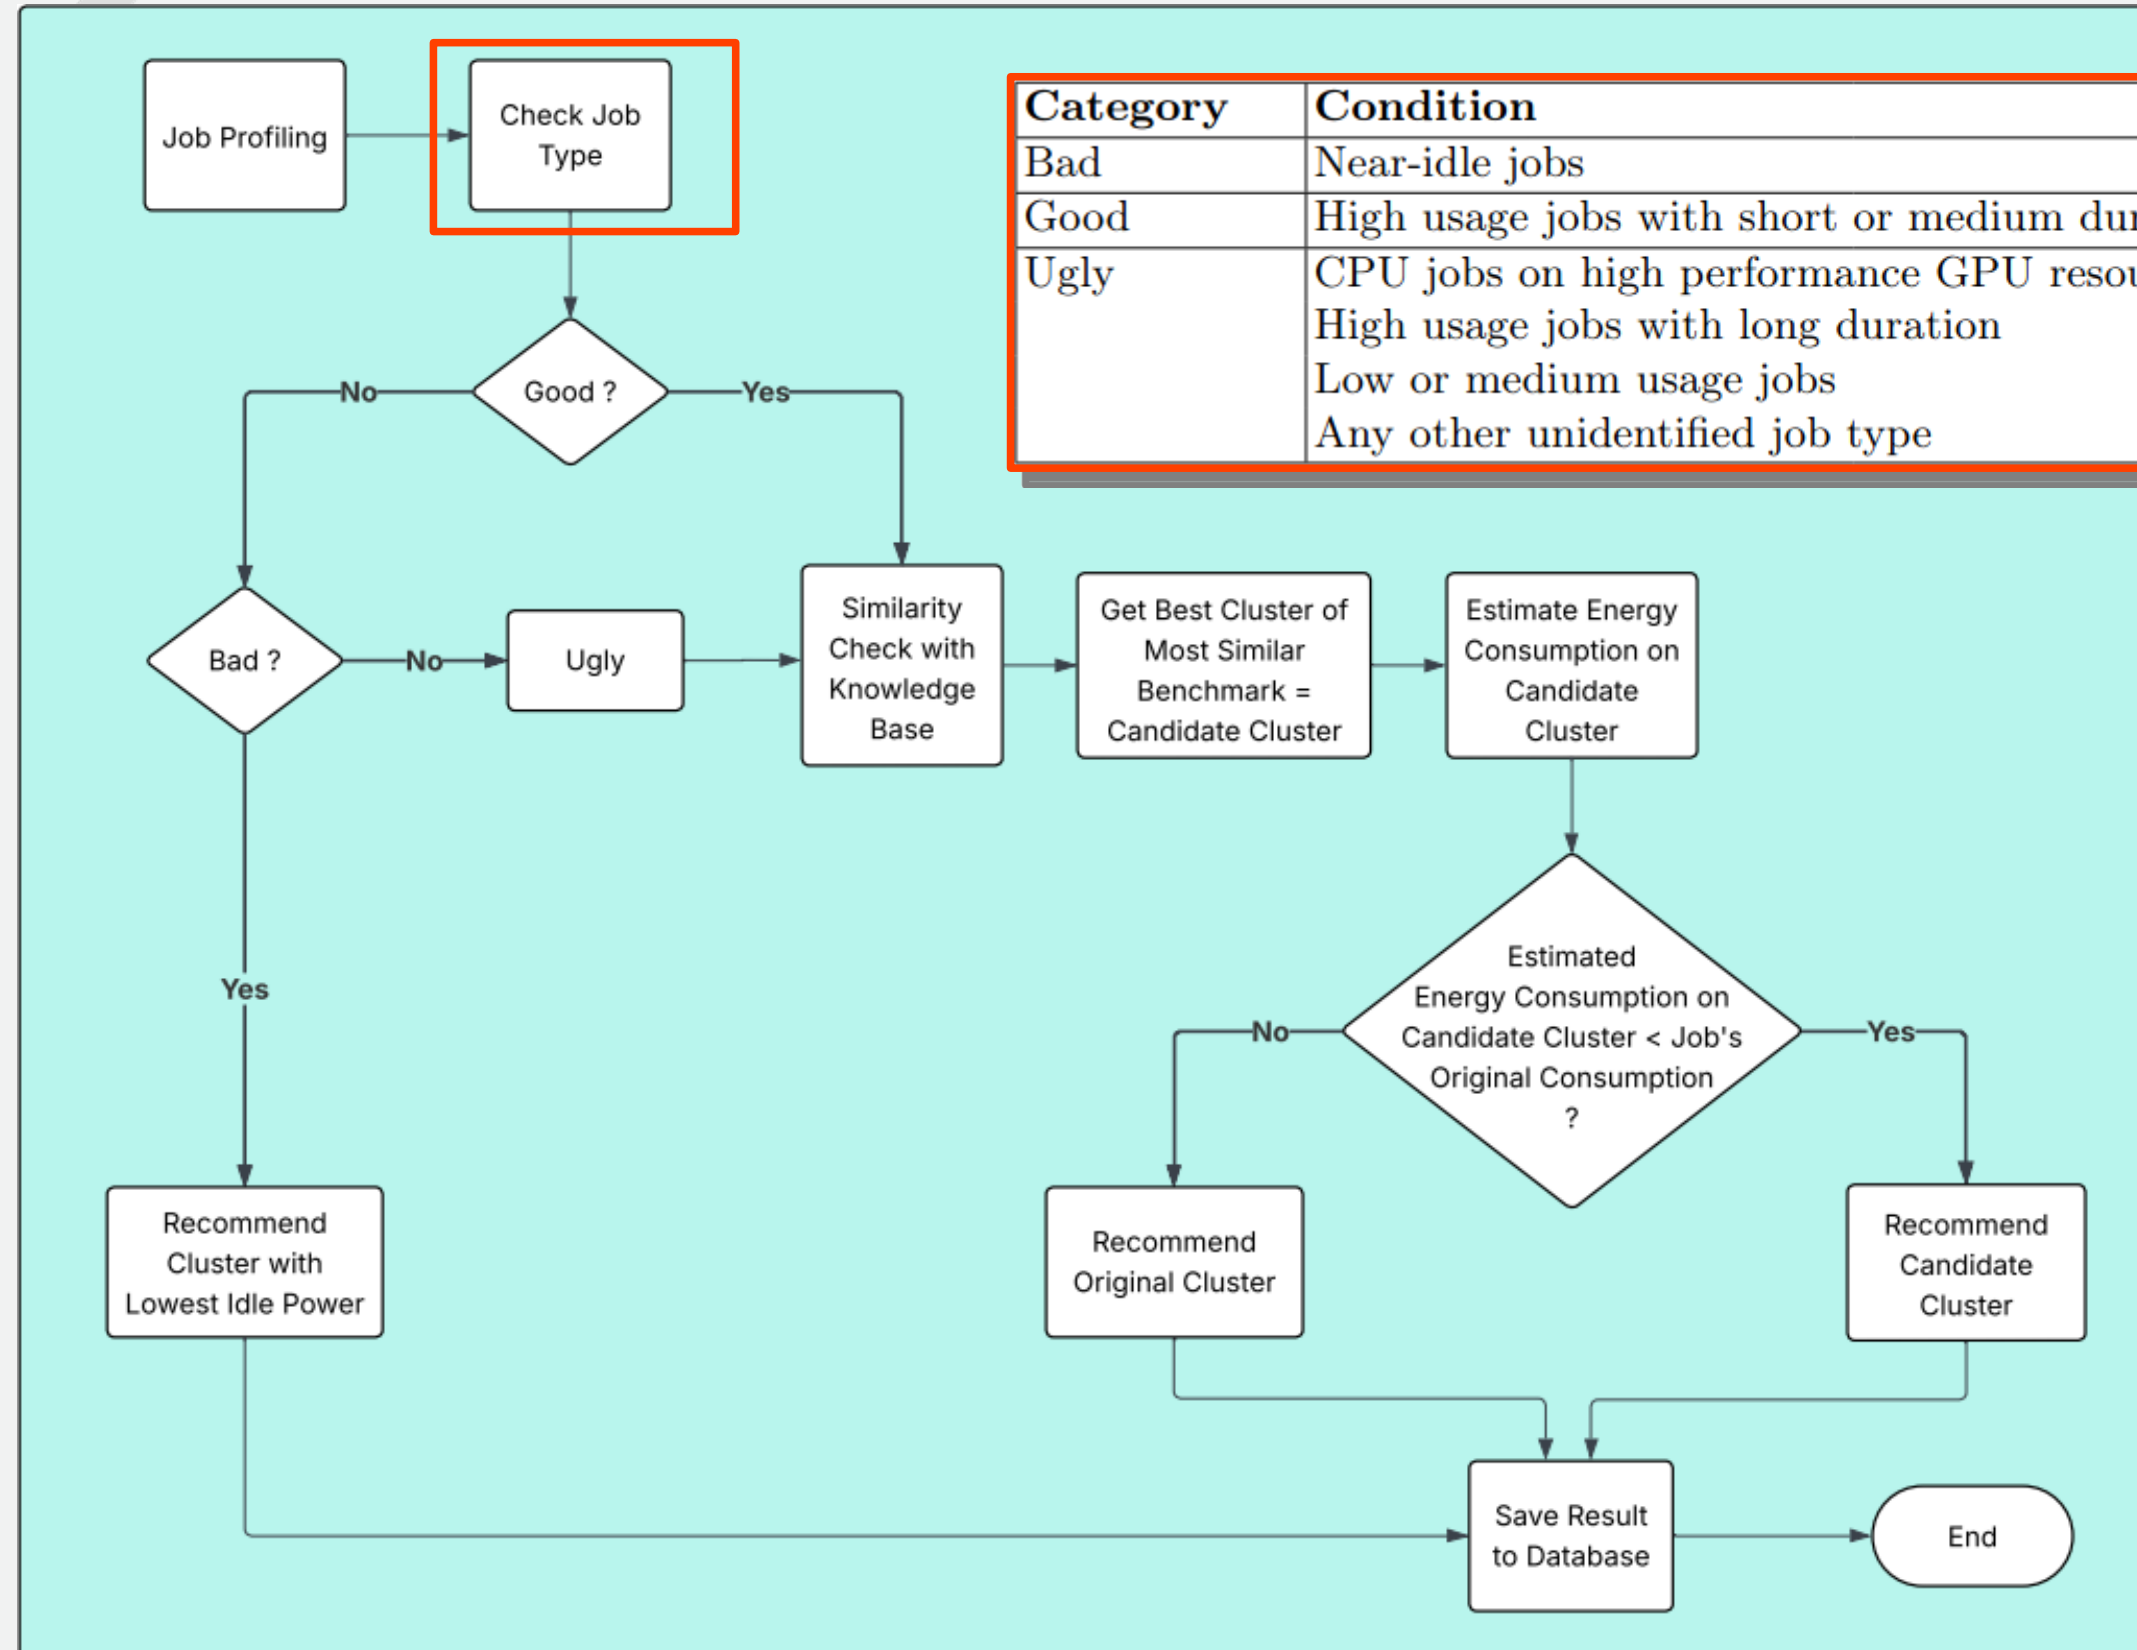 Job Profiling
Check Job
Type
Category Condition
Bad Near-idle jobs
Good High usage jobs with short or medium
Ugly CPU jobs on high performance GPU
High usage jobs with long duration
Low or medium usage jobs
Any other unidentified job type
Good ?
No
Yes
Bad ?
No
Ugly
Similarity
Check with
Knowledge
Base
Get Best Cluster of
Most Similar
Benchmark =
Candidate Cluster
Estimate Energy
Consumption on
Candidate
Cluster
Yes
Estimated
Energy Consumption on
Candidate Cluster < Job's
Original Consumption
?
No
Yes
Recommend
Cluster with
Lowest Idle Power
Recommend
Original Cluster
Recommend
Candidate
Cluster
Save Result
to Database
End